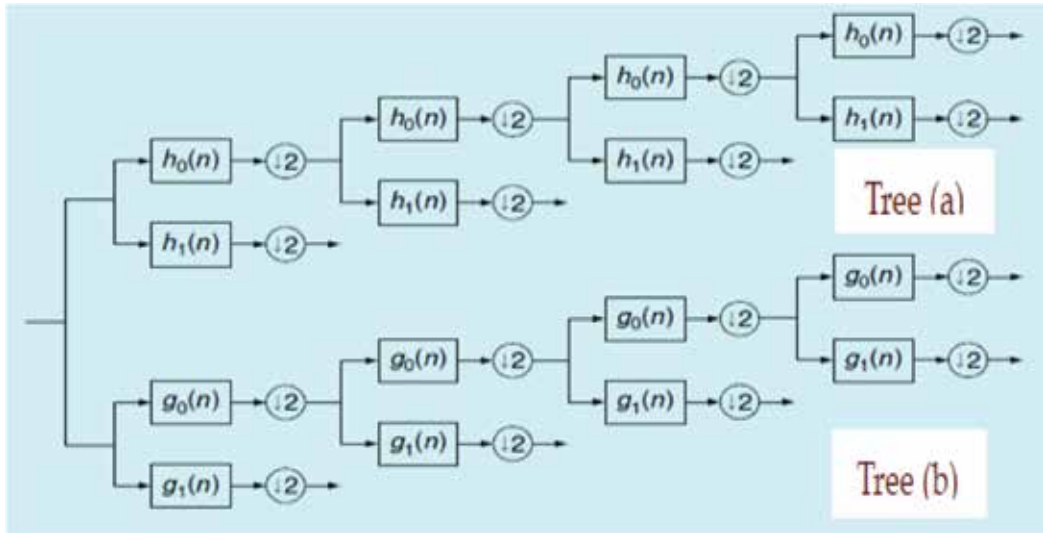 h₀(n) ↓2
h₁(n) ↓2
h₀(n) ↓2
h₁(n) ↓2
h₀(n) ↓2
h₁(n) ↓2
h₀(n) ↓2
h₁(n) ↓2
Tree (a)
g₀(n) ↓2
g₁(n) ↓2
g₀(n) ↓2
g₁(n) ↓2
g₀(n) ↓2
g₁(n) ↓2
g₀(n) ↓2
g₁(n) ↓2
Tree (b)